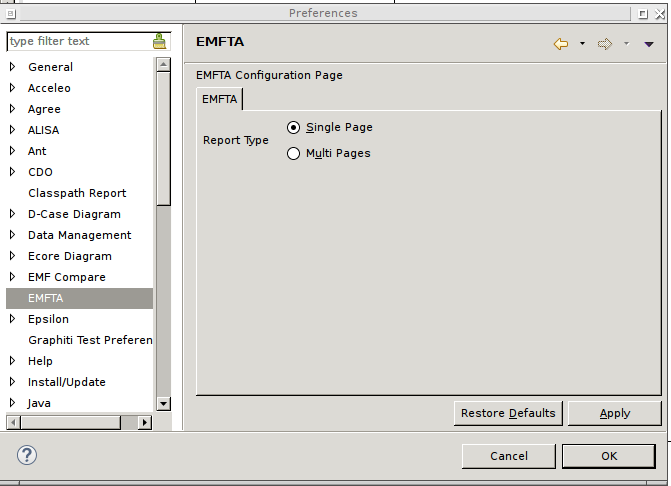 Preferences
type filter text
General
Acceleo
Agree
ALISA
Ant
CDO
Classpath Report
D-Case Diagram
Data Management
Ecore Diagram
EMF Compare
EMFTA
Epsilon
Graphiti Test Preferen
Help
Install/Update
Java
EMFTA
EMFTA Configuration Page
EMFTA
Report Type
Single Page
Multi Pages
Restore Defaults
Apply
?
Cancel
OK